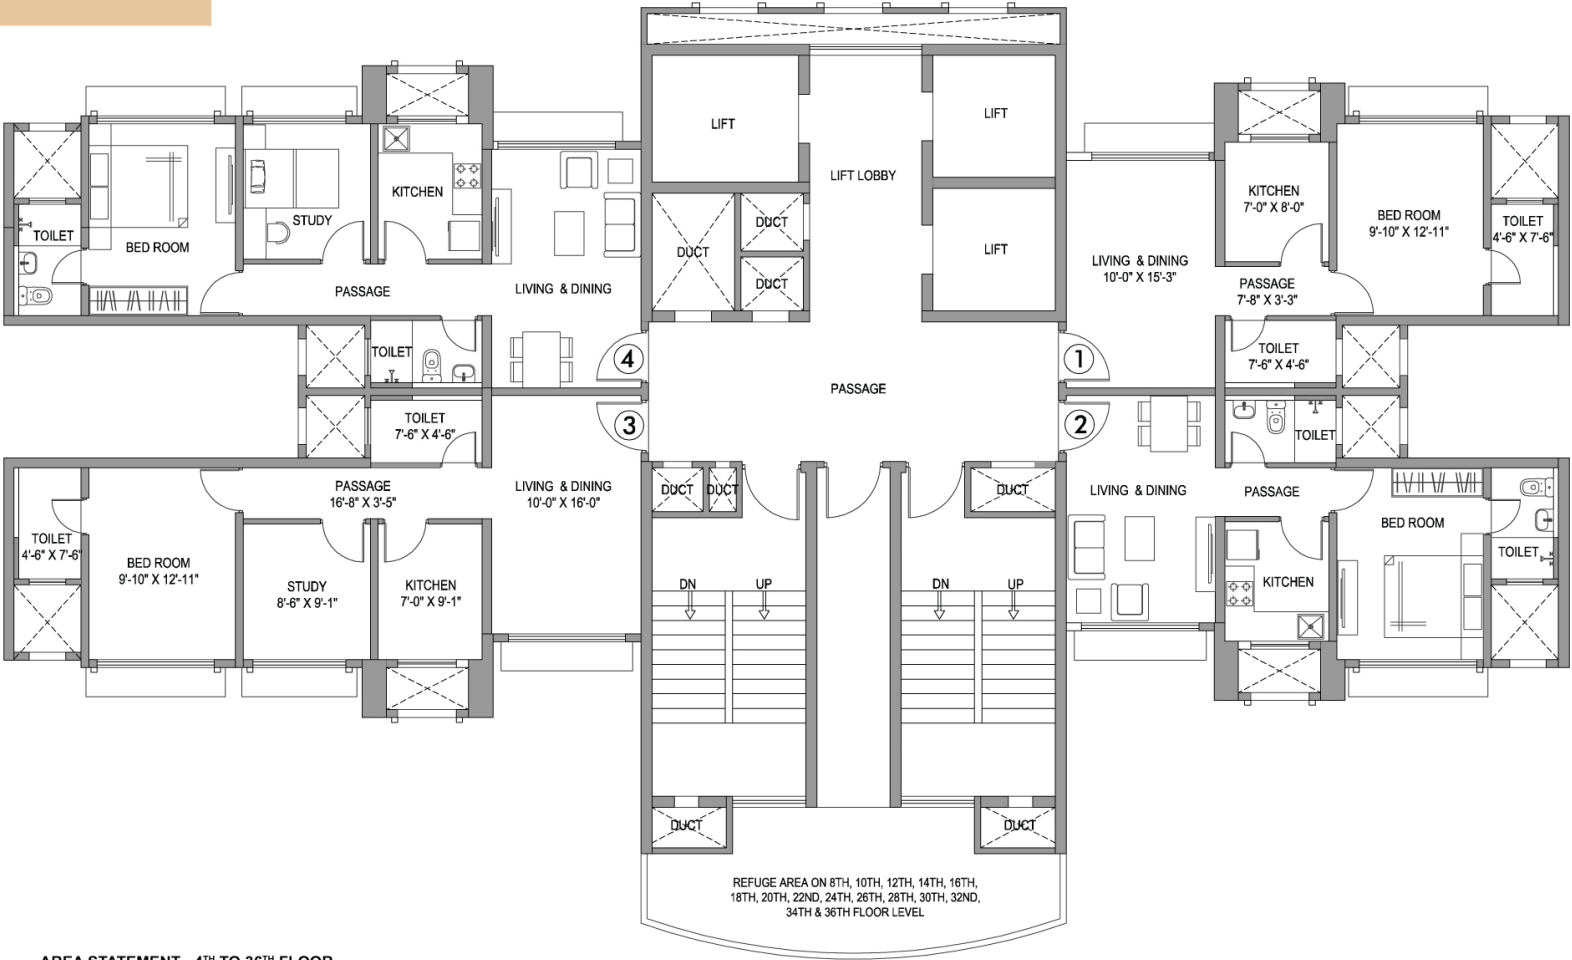 LIFT
LIFT
LIFT LOBBY
LIFT
DUCT
DUCT
DUCT
TOILET
BED ROOM
STUDY
KITCHEN
PASSAGE
LIVING & DINING
TOILET
4
KITCHEN
7'-0" X 8'-0"
BED ROOM
9'-10" X 12'-11"
TOILET
4'-6" X 7'-6"
LIVING & DINING
10'-0" X 15'-3"
PASSAGE
7'-8" X 3'-3"
TOILET
7'-6" X 4'-6"
1
PASSAGE
TOILET
7'-6" X 4'-6"
3
PASSAGE
16'-8" X 3'-5"
LIVING & DINING
10'-0" X 16'-0"
TOILET
4'-6" X 7'-6"
BED ROOM
9'-10" X 12'-11"
STUDY
8'-6" X 9'-1"
KITCHEN
7'-0" X 9'-1"
2
TOILET
LIVING & DINING
PASSAGE
BED ROOM
TOILET
KITCHEN
DUCT
DUCT
DUCT
DN
UP
DN
UP
DUCT
DUCT
REFUGE AREA ON 8TH, 10TH, 12TH, 14TH, 16TH,
18TH, 20TH, 22ND, 24TH, 26TH, 28TH, 30TH, 32ND,
34TH & 36TH FLOOR LEVEL
AREA STATEMENT - 4TH TO 36TH FLOOR